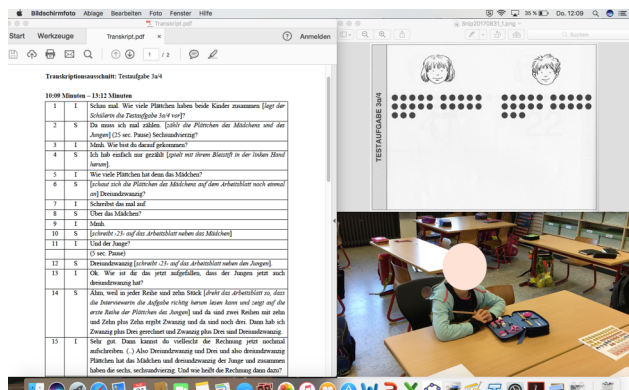 Bildschirmfoto Ablage Bearbeiten Foto Fenster Hilfe
35 % Do. 12:09
Transkript.pdf
Snip20170831_1.png
Start Werkzeuge Transkript.pdf × Anmelden
1 / 2
Suchen
Transkriptionsausschnitt: Testaufgabe 3a/4
10:09 Minuten – 13:12 Minuten
1 I Schau mal. Wie viele Plättchen haben beide Kinder zusammen [legt der
Schülerin die Testaufgabe 3a/4 vor]?
2 S Da muss ich mal zählen. [zählt die Plättchen des Mädchens und des
Jungen] (25 sec. Pause) Sechsundvierzig?
3 I Mmh. Wie bist du darauf gekommen?
4 S Ich hab einfach nur gezählt [spielt mit ihrem Bleistift in der linken Hand
herum].
5 I Wie viele Plättchen hat denn das Mädchen?
6 S [schaut sich die Plättchen des Mädchens auf dem Arbeitsblatt noch einmal
an] Dreiundzwanzig?
7 I Schreibst das mal auf.
8 S Über das Mädchen?
9 I Mmh.
10 S [schreibt ›23‹ auf das Arbeitsblatt neben das Mädchen]
11 I Und der Junge?
(5 sec. Pause)
12 S Dreiundzwanzig [schreibt ›23‹ auf das Arbeitsblatt neben den Jungen].
13 I Ok. Wie ist dir das jetzt aufgefallen, dass der Jungen jetzt auch
dreiundzwanzig hat?
14 S Ähm, weil in jeder Reihe sind zehn Stück [dreht das Arbeitsblatt so, dass
die Interviewerin die Aufgabe richtig herum lesen kann und zeigt auf die
erste Reihe der Plättchen des Jungen] und da sind zwei Reihen mit zehn
und Zehn plus Zehn ergibt Zwanzig und da sind noch drei. Dann hab ich
Zwanzig plus Drei gerechnet und Zwanzig plus Drei sind Dreiundzwanzig.
15 I Sehr gut. Dann kannst du vielleicht die Rechnung jetzt nochmal
aufschreiben. (..) Also Dreiundzwanzig und Drei und also dreiundzwanzig
Plättchen hat das Mädchen und dreiundzwanzig der Junge und zusammen
haben die sechs, sechsundvierzig. Und wie heißt die Rechnung dann dazu?
TESTAUFGABE 3a/4